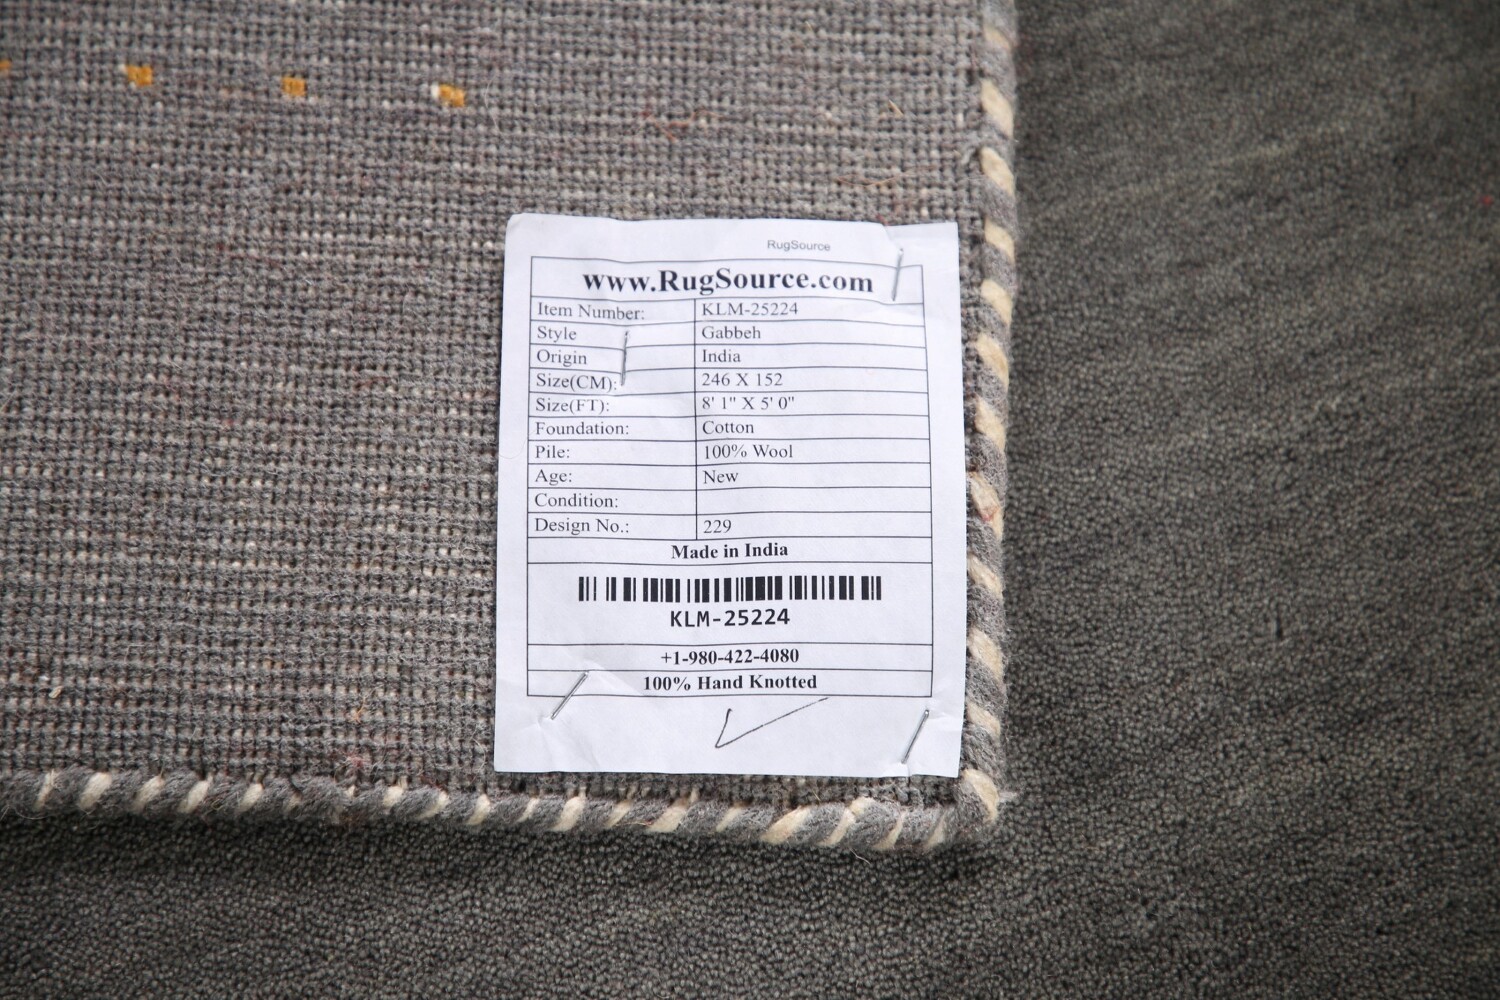 RugSource
www.RugSource.com
Item Number: KLM-25224
Style Gabbeh
Origin India
Size(CM): 246 X 152
Size(FT): 8' 1" X 5' 0"
Foundation: Cotton
Pile: 100% Wool
Age: New
Condition:
Design No.: 229
Made in India
KLM-25224
+1-980-422-4080
100% Hand Knotted